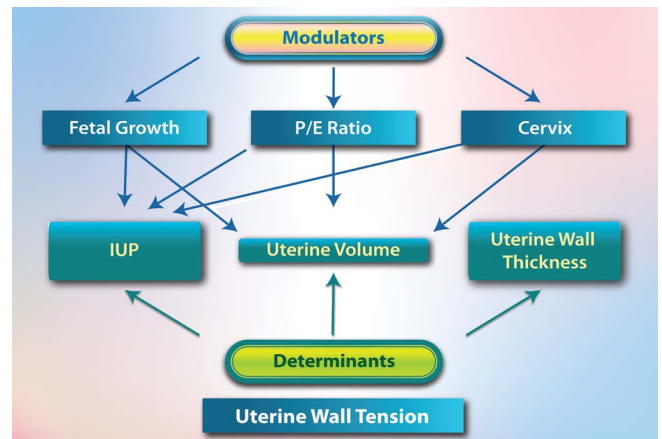 Modulators
Fetal Growth
P/E Ratio
Cervix
IUP
Uterine Volume
Uterine Wall
Thickness
Determinants
Uterine Wall Tension